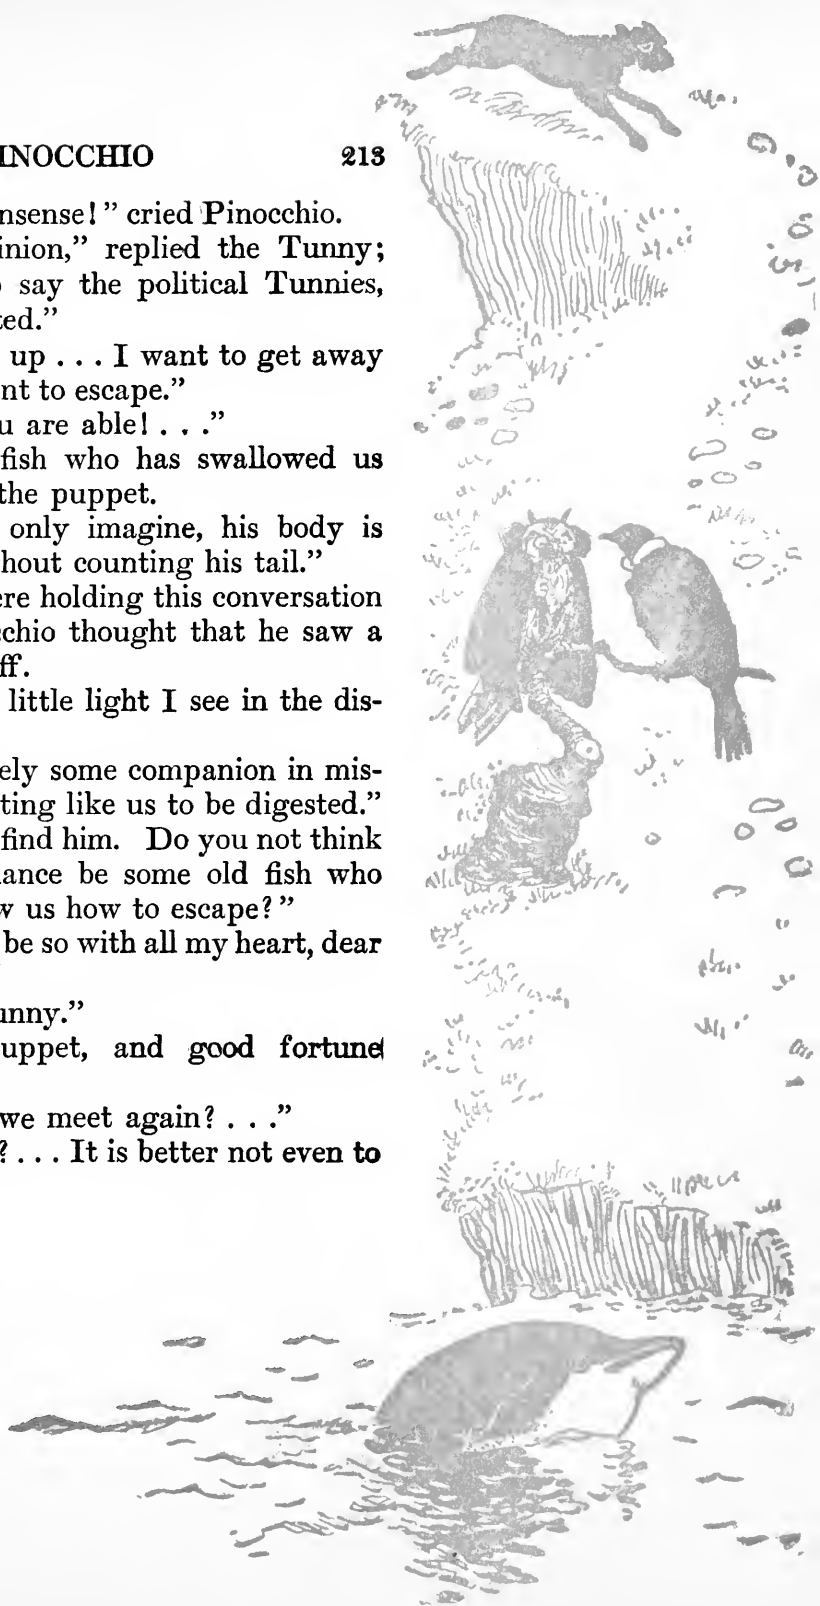 INOCCHIO 213
nsense!" cried Pinocchio.
inion," replied the Tunny;
say the political Tunnies,
ted."
up . . . I want to get away
nt to escape."
u are able! . . ."
fish who has swallowed us
the puppet.
only imagine, his body is
hout counting his tail."
ere holding this conversation
cchio thought that he saw a
ff.
little light I see in the dis-
ely some companion in mis-
ting like us to be digested."
find him. Do you not think
ance be some old fish who
w us how to escape?"
be so with all my heart, dear
unny."
uppet, and good fortune
we meet again? . . ."
? . . . It is better not even to